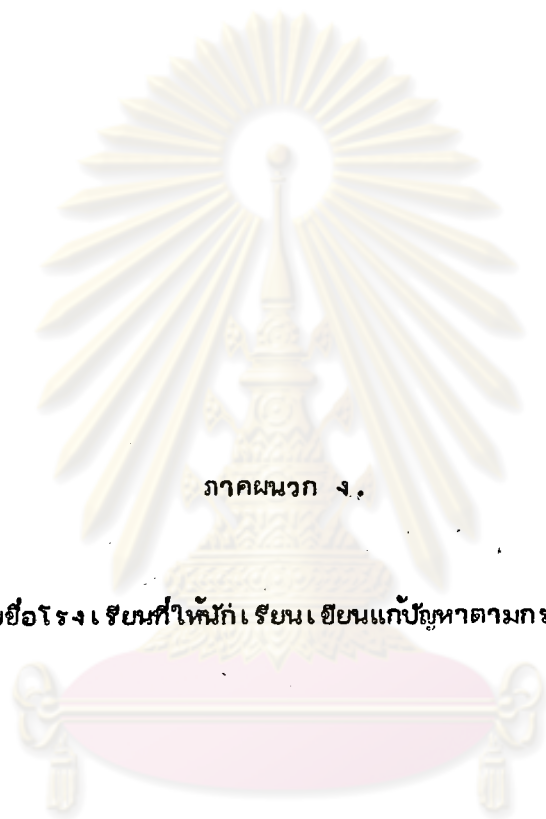 ภาคผนวก ง.
ชื่อโรงเรียนที่ให้นักเรียนเขียนแก้ปัญหาตาม